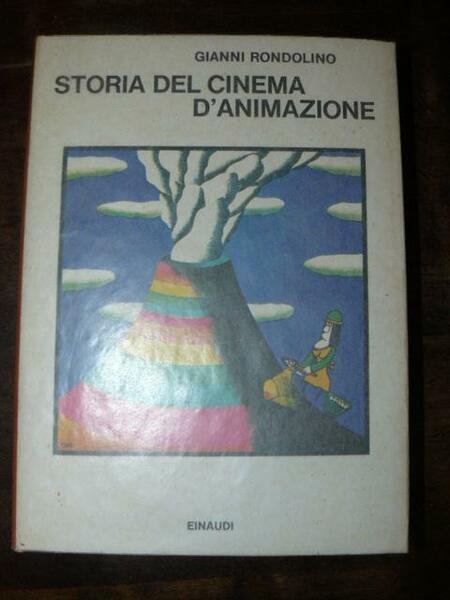 GIANNI RONDOLINO
STORIA DEL CINEMA
D'ANIMAZIONE
EINAUDI